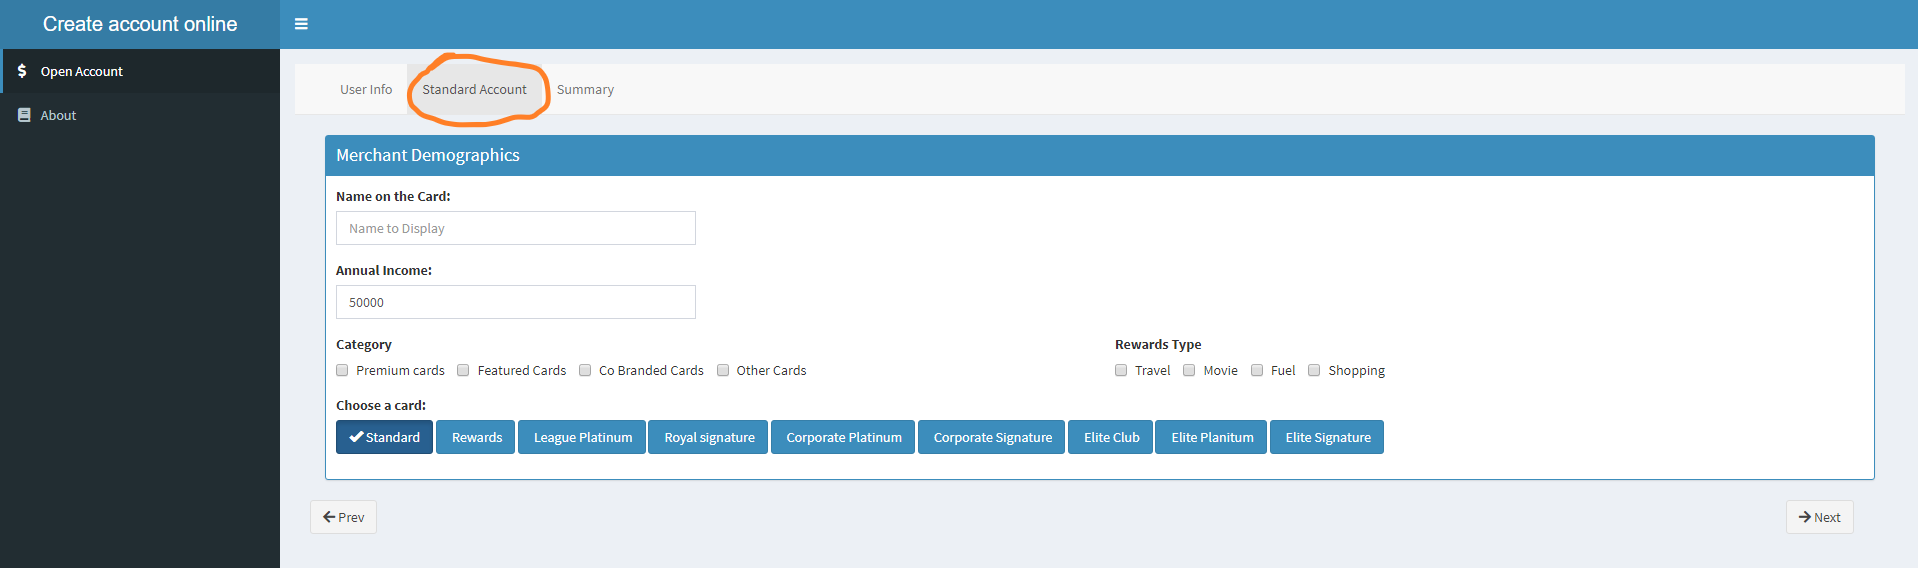 Create account online
Open Account
About
User Info Standard Account Summary
Merchant Demographics
Name on the Card:
Name to Display
Annual Income:
50000
Category Rewards Type
Premium cards Featured Cards Co Branded Cards Other Cards Travel Movie Fuel Shopping
Choose a card:
Standard Rewards League Platinum Royal signature Corporate Platinum Corporate Signature Elite Club Elite Planitum Elite Signature
Prev Next